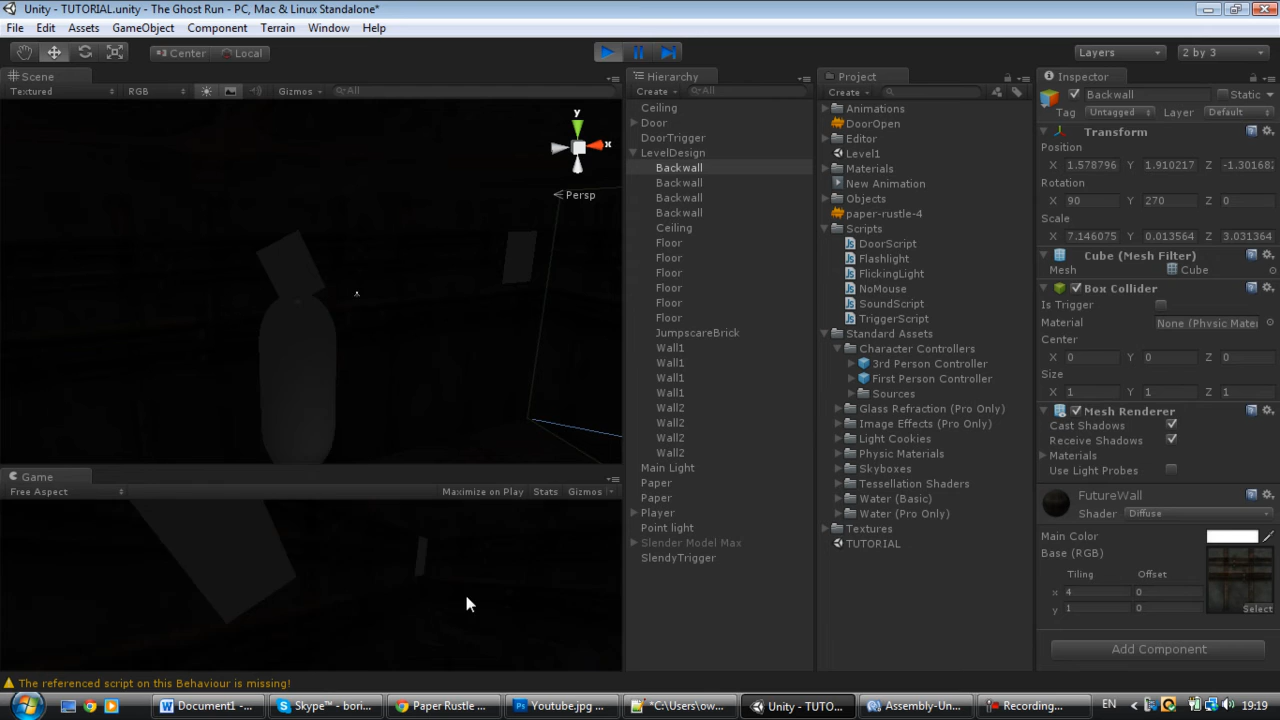 Unity - TUTORIAL.unity - The Ghost Run - PC, Mac & Linux Standalone*
File Edit Assets GameObject Component Terrain Window Help
Center Local Layers 2 by 3
Scene
Textured RGB Gizmos All
y
x
Persp
Game
Free Aspect Maximize on Play Stats Gizmos
Hierarchy
Create All
Ceiling
Door
DoorTrigger
LevelDesign
Backwall
Backwall
Backwall
Backwall
Ceiling
Floor
Floor
Floor
Floor
Floor
Floor
JumpscareBrick
Wall1
Wall1
Wall1
Wall1
Wall2
Wall2
Wall2
Wall2
Main Light
Paper
Paper
Player
Point light
Slender Model Max
SlendyTrigger
Project
Create
Animations
DoorOpen
Editor
Level1
Materials
New Animation
Objects
paper-rustle-4
Scripts
DoorScript
Flashlight
FlickingLight
NoMouse
SoundScript
TriggerScript
Standard Assets
Character Controllers
3rd Person Controller
First Person Controller
Sources
Glass Refraction (Pro Only)
Image Effects (Pro Only)
Light Cookies
Physic Materials
Skyboxes
Tessellation Shaders
Water (Basic)
Water (Pro Only)
Textures
TUTORIAL
Inspector
Backwall Static
Tag Untagged Layer Default
Transform
Position
X 1.578796 Y 1.910217 Z -1.301682
Rotation
X 90 Y 270 Z 0
Scale
X 7.146075 Y 0.013564 Z 3.031364
Cube (Mesh Filter)
Mesh Cube
Box Collider
Is Trigger
Material None (Physic Mater
Center
X 0 Y 0 Z 0
Size
X 1 Y 1 Z 1
Mesh Renderer
Cast Shadows
Receive Shadows
Materials
Use Light Probes
FutureWall
Shader Diffuse
Main Color
Base (RGB)
Tiling Offset
x 4 0
y 1 0
Select
Add Component
The referenced script on this Behaviour is missing!
Document1 -... Skype™ - bori... Paper Rustle ... Youtube.jpg ... *C:\Users\ow... Unity - TUTO... Assembly-Un... Recording... EN 19:19